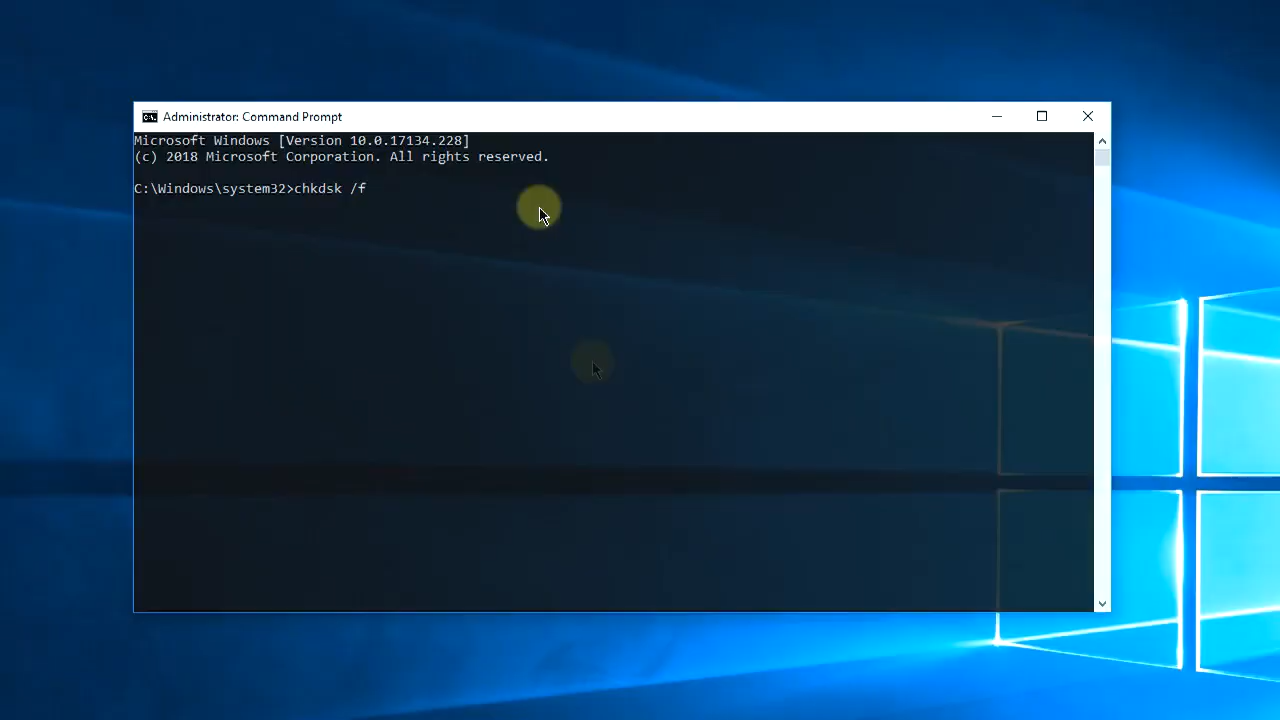 Administrator: Command Prompt
Microsoft Windows [Version 10.0.17134.228]
(c) 2018 Microsoft Corporation. All rights reserved.
C:\Windows\system32>chkdsk /f